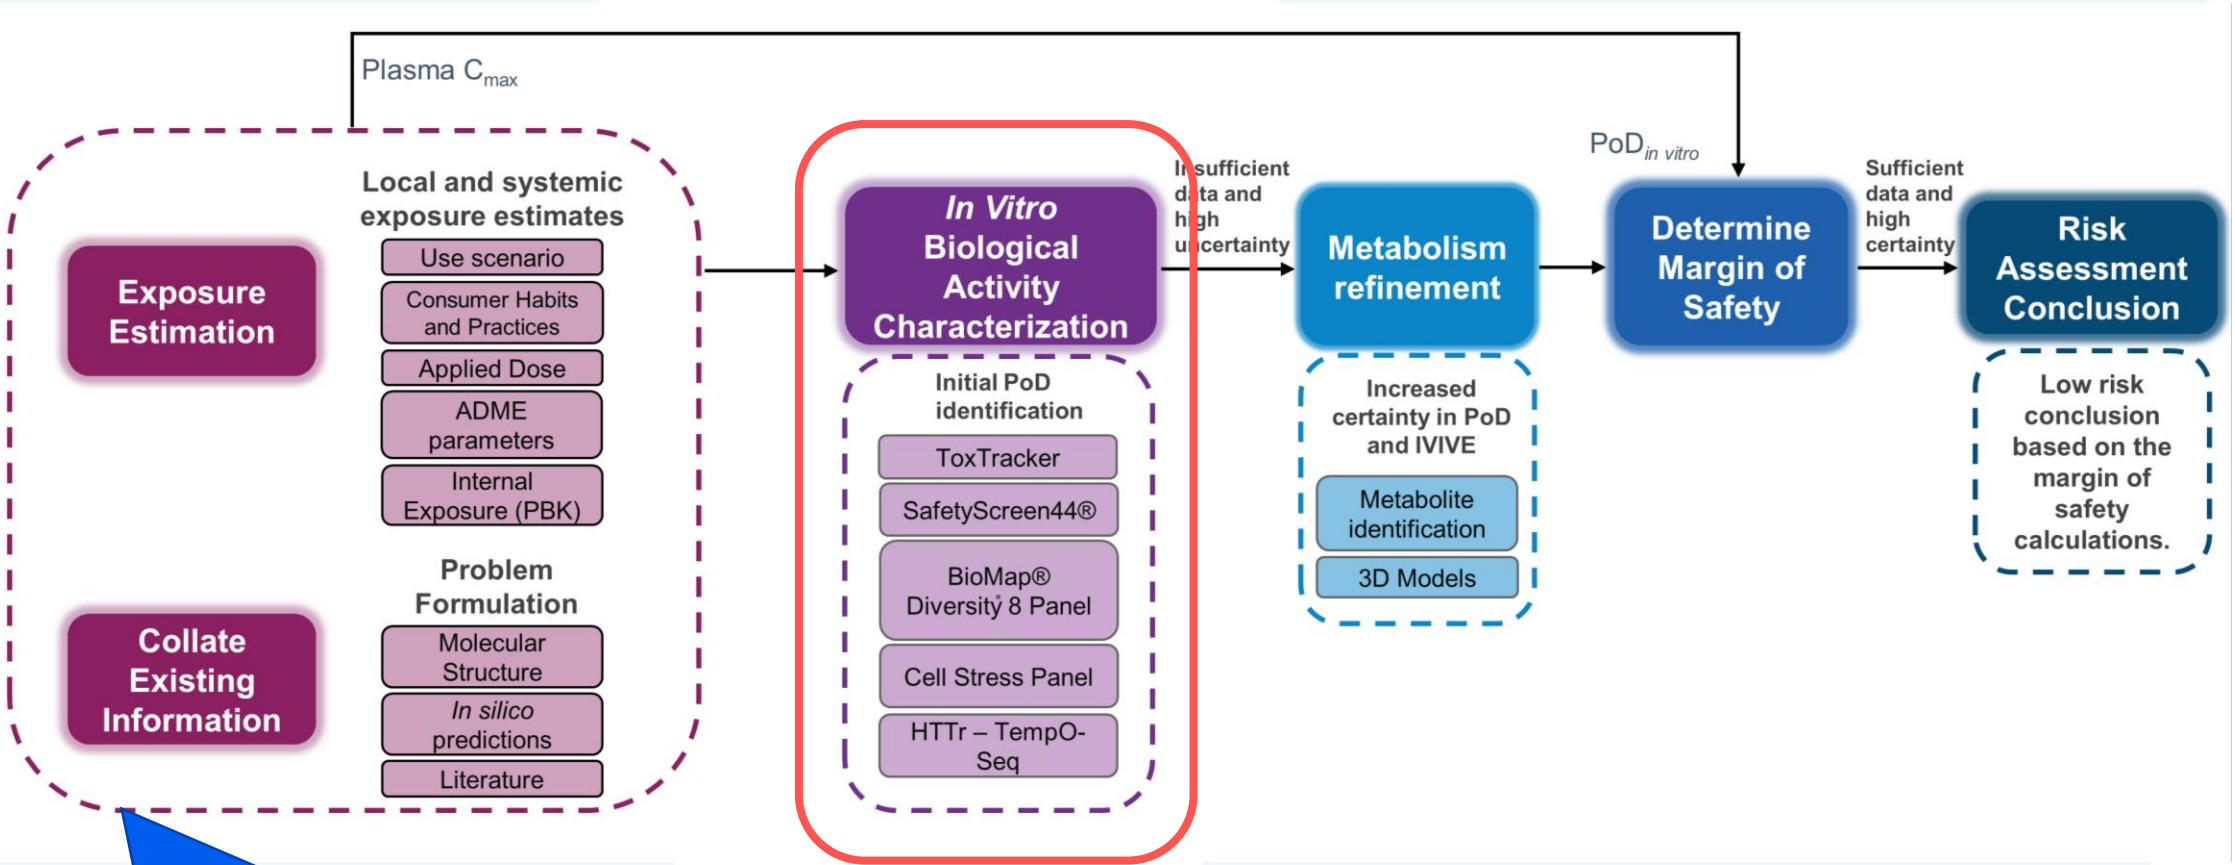 Plasma Cmax
Exposure
Estimation
Local and systemic
exposure estimates
Use scenario
Consumer Habits
and Practices
Applied Dose
ADME
parameters
Internal
Exposure (PBK)
Collate
Existing
Information
Problem
Formulation
Molecular
Structure
In silico
predictions
Literature
In Vitro
Biological
Activity
Characterization
Initial PoD
identification
ToxTracker
SafetyScreen44®
BioMap®
Diversity 8 Panel
Cell Stress Panel
HTTr – TempO-
Seq
Insufficient
data and
high
uncertainty
Metabolism
refinement
Increased
certainty in PoD
and IVIVE
Metabolite
identification
3D Models
PoDin vitro
Determine
Margin of
Safety
Sufficient
data and
high
certainty
Risk
Assessment
Conclusion
Low risk
conclusion
based on the
margin of
safety
calculations.